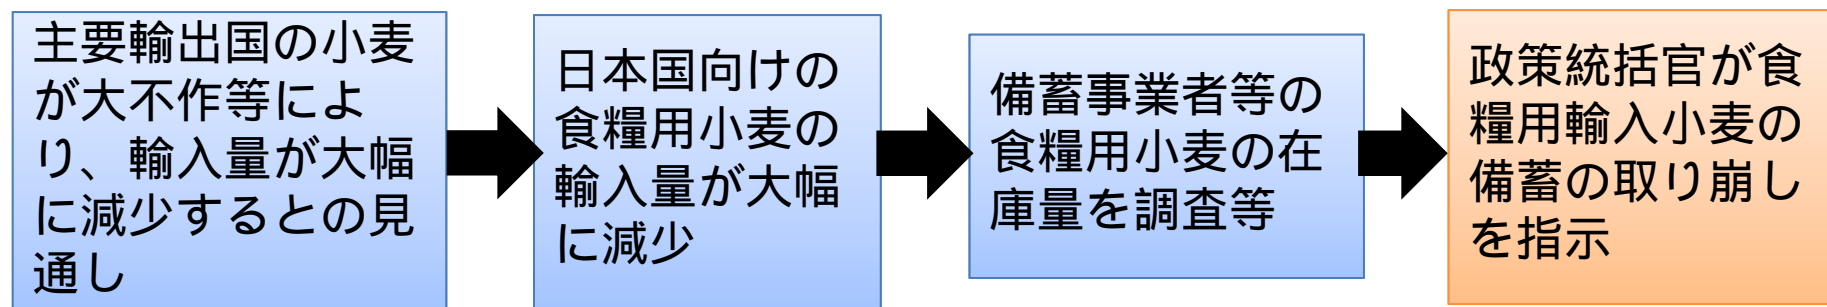 主要輸出国の小麦
が大不作等によ
り、輸入量が大幅
に減少するとの見
通し
日本国向けの
食糧用小麦の
輸入量が大幅
に減少
備蓄事業者等の
食糧用小麦の在
庫量を調査等
政策統括官が食
糧用輸入小麦の
備蓄の取り崩し
を指示